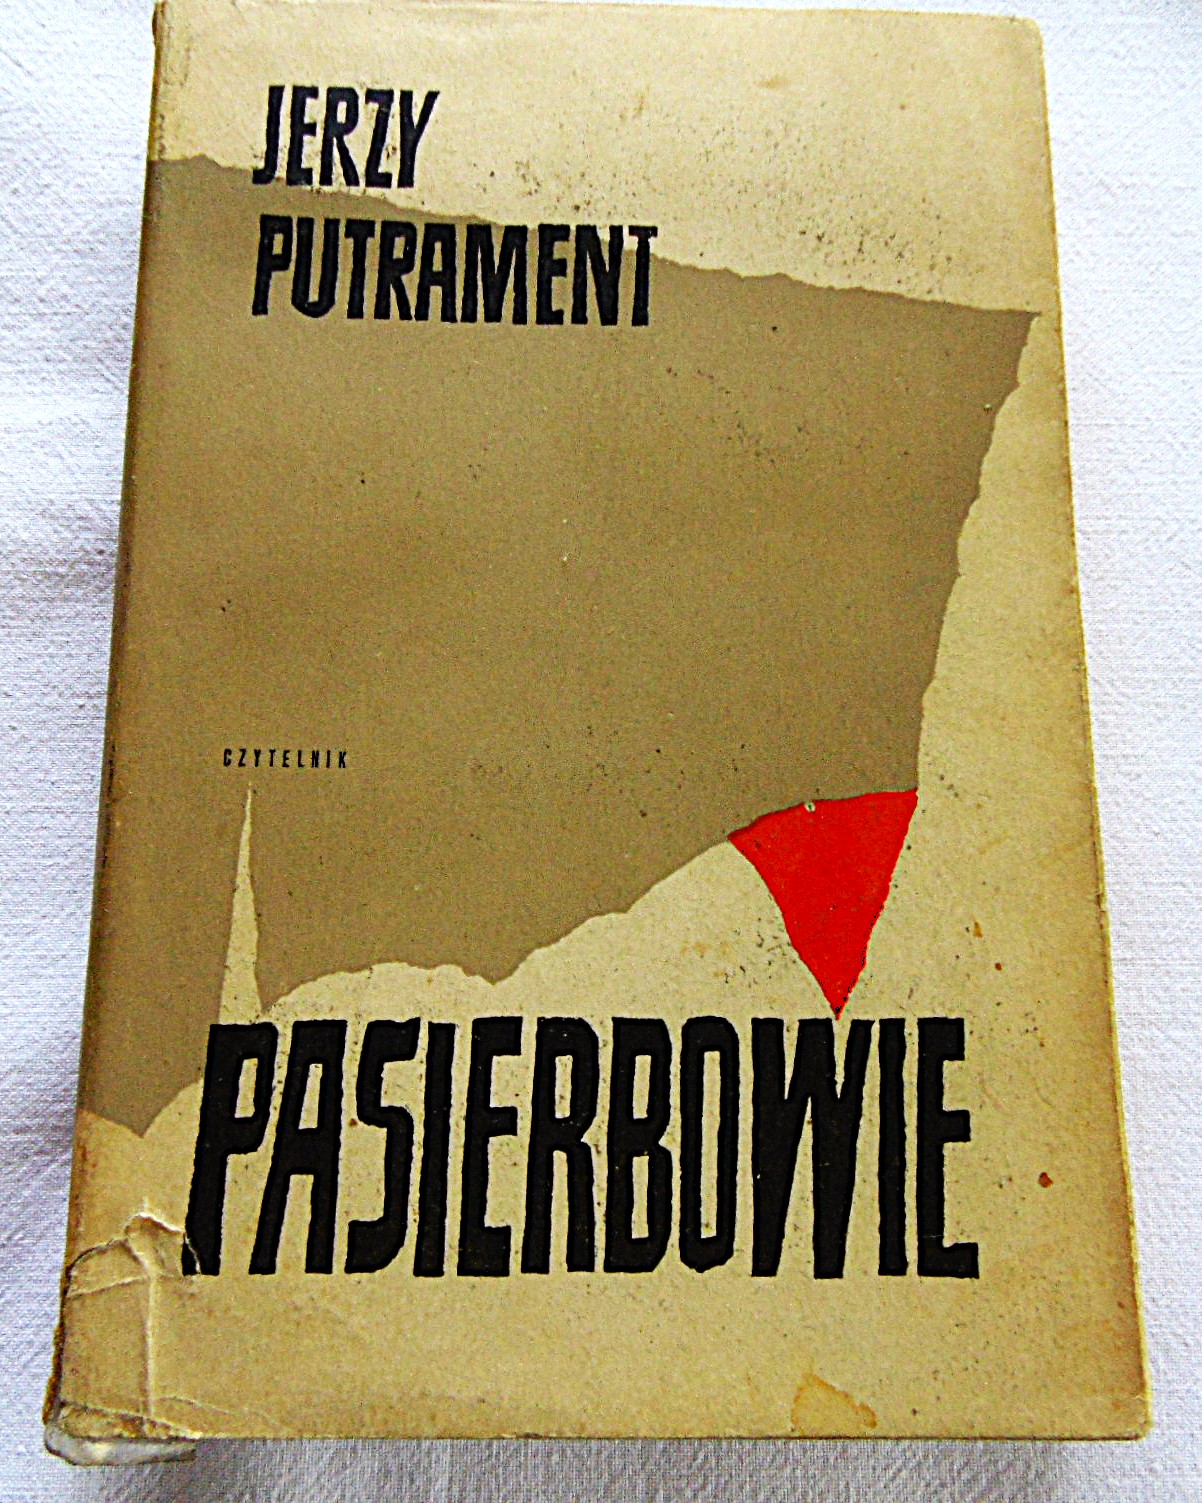 JERZY
PUTRAMENT
CZYTELNIK
PASIERBOWIE